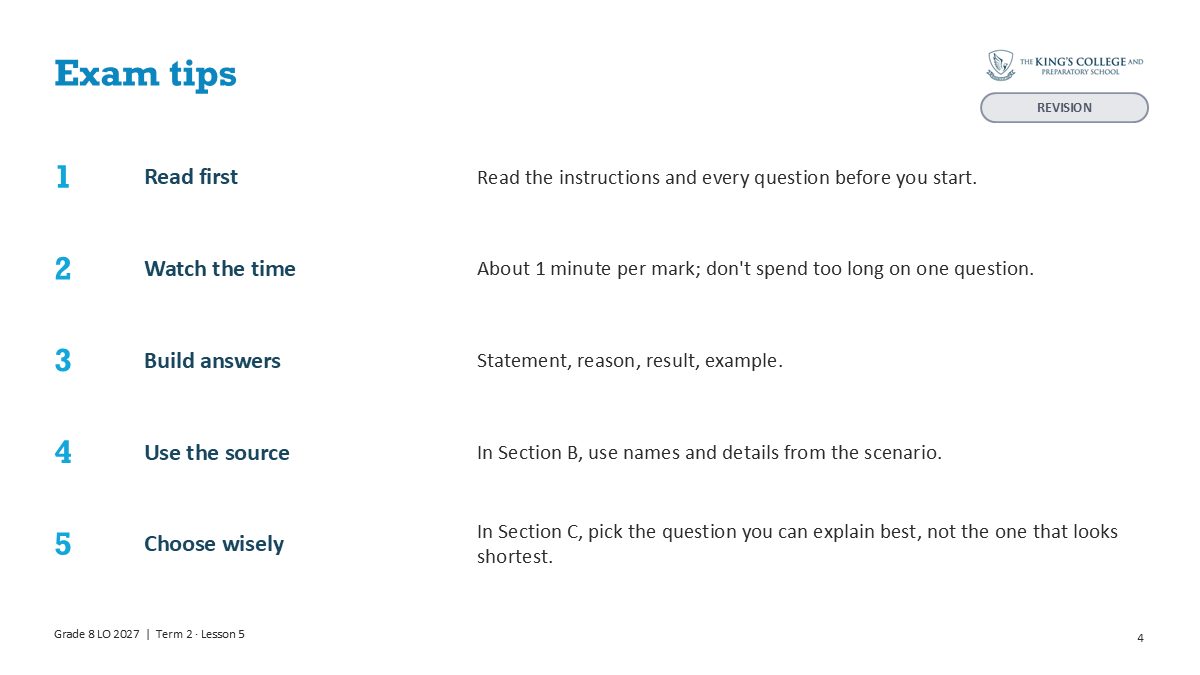 Exam tips
THE KING'S COLLEGE AND
PREPARATORY SCHOOL
REVISION
1 Read first Read the instructions and every question before you start.
2 Watch the time About 1 minute per mark; don't spend too long on one question.
3 Build answers Statement, reason, result, example.
4 Use the source In Section B, use names and details from the scenario.
5 Choose wisely In Section C, pick the question you can explain best, not the one that looks
shortest.
Grade 8 LO 2027 | Term 2 · Lesson 5
4